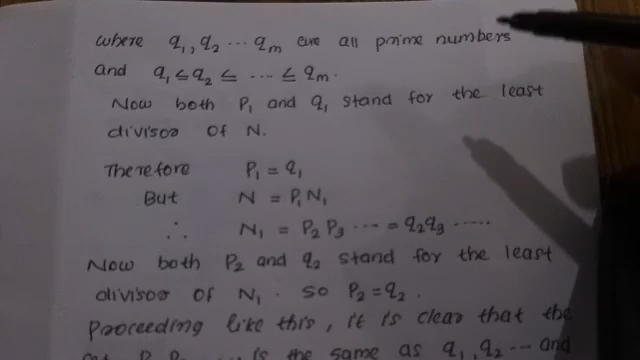 where q₁, q₂ ··· qₘ are all prime numbers
and q₁ ≤ q₂ ≤ ··· ≤ qₘ.
Now both P₁ and q₁ stand for the least
divisor of N.
Therefore P₁ = q₁
But N = P₁N₁
∴ N₁ = P₂P₃ ···· = q₂q₃ ·····
Now both P₂ and q₂ stand for the least
divisor of N₁. so P₂ = q₂.
Proceeding like this, it is clear that the
is the same as q₁, q₂ ··· and